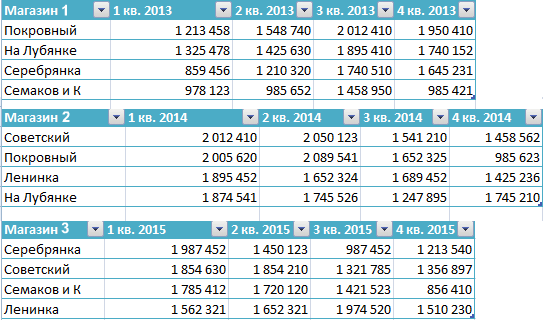 Магазин 1 1 кв. 2013 2 кв. 2013 3 кв. 2013 4 кв. 2013
Покровный 1 213 458 1 548 740 2 012 410 1 950 410
На Лубянке 1 325 478 1 425 630 1 895 410 1 740 152
Серебрянка 859 456 1 210 320 1 740 510 1 645 231
Семаков и К 978 123 985 652 1 458 950 985 421
Магазин 2 1 кв. 2014 2 кв. 2014 3 кв. 2014 4 кв. 2014
Советский 2 012 410 2 050 123 1 541 210 1 458 562
Покровный 2 005 620 2 089 541 1 652 325 985 623
Ленинка 1 895 452 1 652 324 1 689 452 1 425 236
На Лубянке 1 874 541 1 745 526 1 247 895 1 745 210
Магазин 3 1 кв. 2015 2 кв. 2015 3 кв. 2015 4 кв. 2015
Серебрянка 1 987 452 1 450 123 987 452 1 213 540
Советский 1 854 630 1 854 210 1 321 785 1 356 897
Семаков и К 1 785 412 1 720 120 1 421 523 856 410
Ленинка 1 562 321 1 652 321 1 974 520 1 510 230